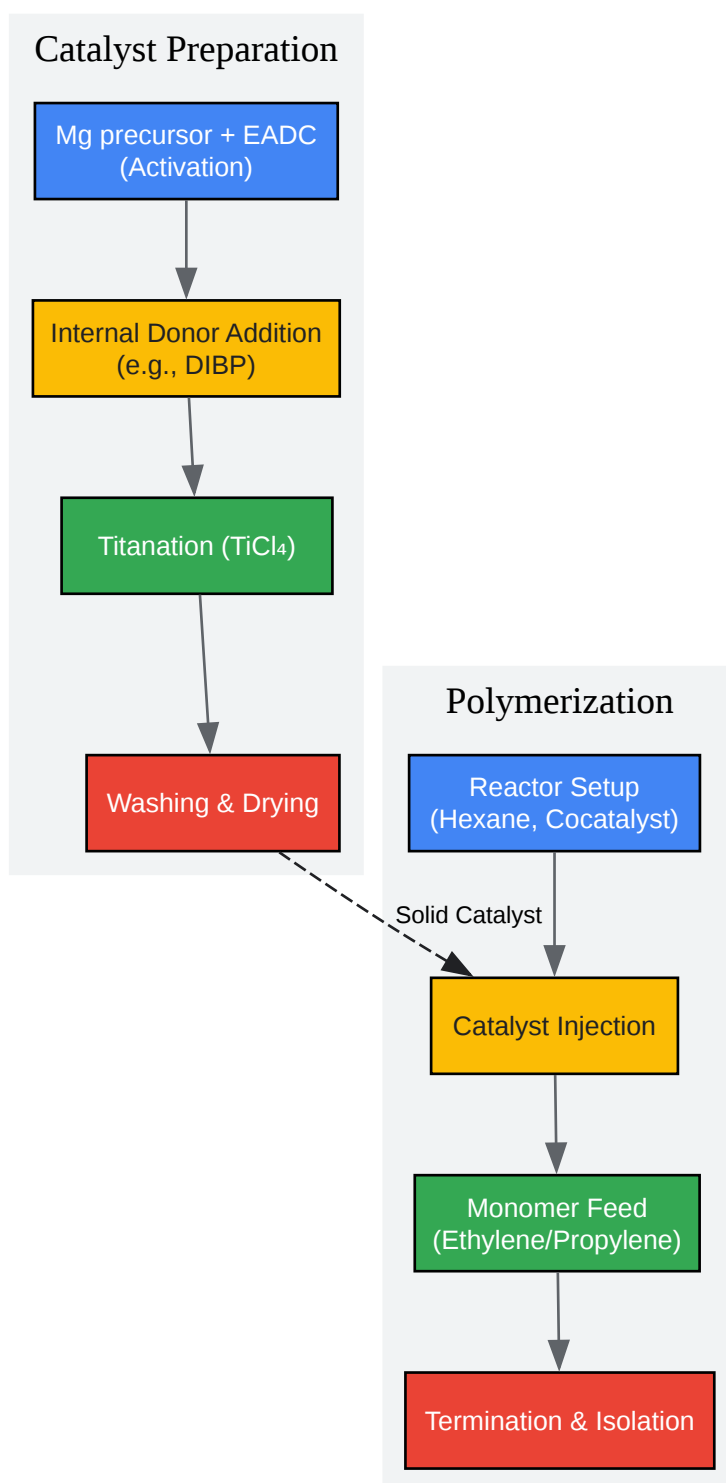 Catalyst Preparation
Mg precursor + EADC
(Activation)
Internal Donor Addition
(e.g., DIBP)
Titanation (TiCl₄)
Washing & Drying
Polymerization
Reactor Setup
(Hexane, Cocatalyst)
Solid Catalyst
Catalyst Injection
Monomer Feed
(Ethylene/Propylene)
Termination & Isolation